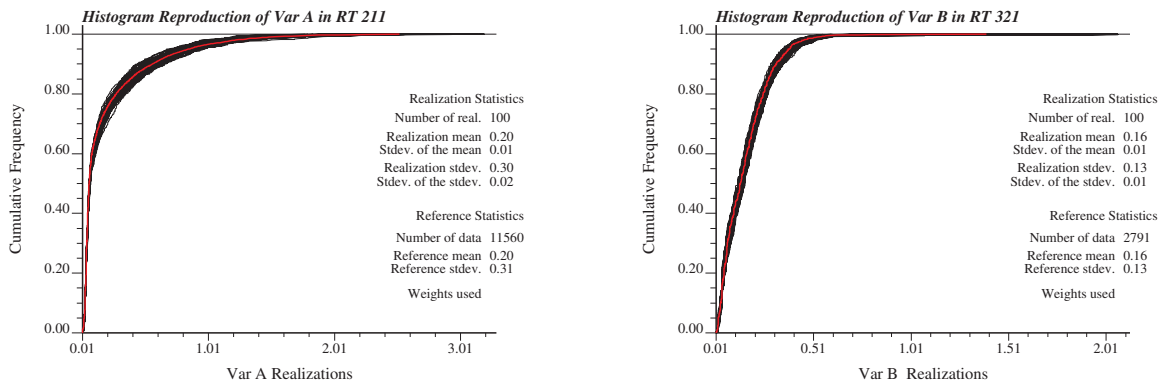 Histogram Reproduction of Var A in RT 211
Cumulative Frequency
1.00
0.80
0.60
0.40
0.20
0.00
0.01 1.01 2.01 3.01
Var A Realizations
Realization Statistics
Number of real. 100
Realization mean 0.20
Stdev. of the mean 0.01
Realization stdev. 0.30
Stdev. of the stdev. 0.02
Reference Statistics
Number of data 11560
Reference mean 0.20
Reference stdev. 0.31
Weights used
Histogram Reproduction of Var B in RT 321
Cumulative Frequency
1.00
0.80
0.60
0.40
0.20
0.00
0.01 0.51 1.01 1.51 2.01
Var B Realizations
Realization Statistics
Number of real. 100
Realization mean 0.16
Stdev. of the mean 0.01
Realization stdev. 0.13
Stdev. of the stdev. 0.01
Reference Statistics
Number of data 2791
Reference mean 0.16
Reference stdev. 0.13
Weights used